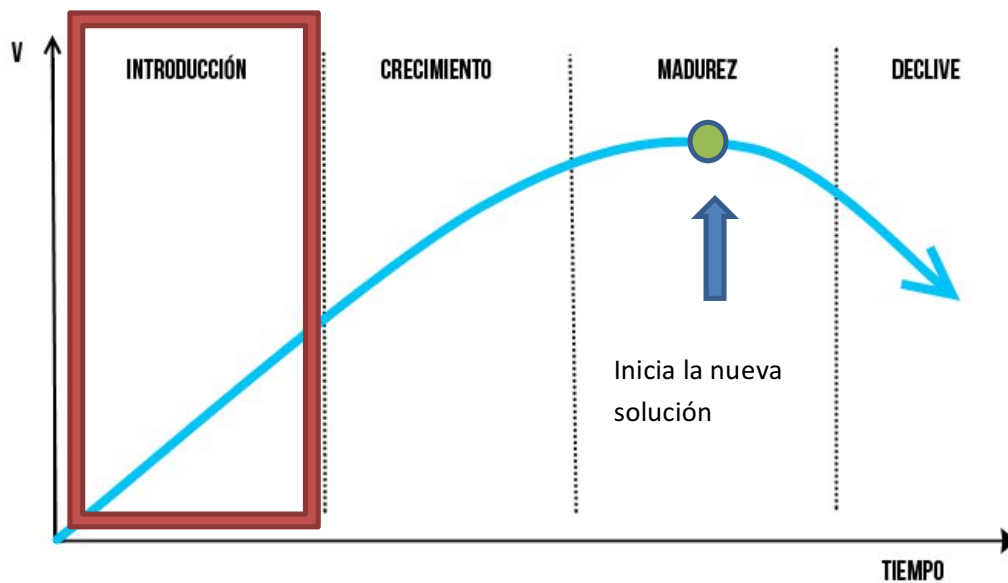 V
INTRODUCCIÓN
CRECIMIENTO
MADUREZ
DECLIVE
Inicia la nueva
solución
TIEMPO